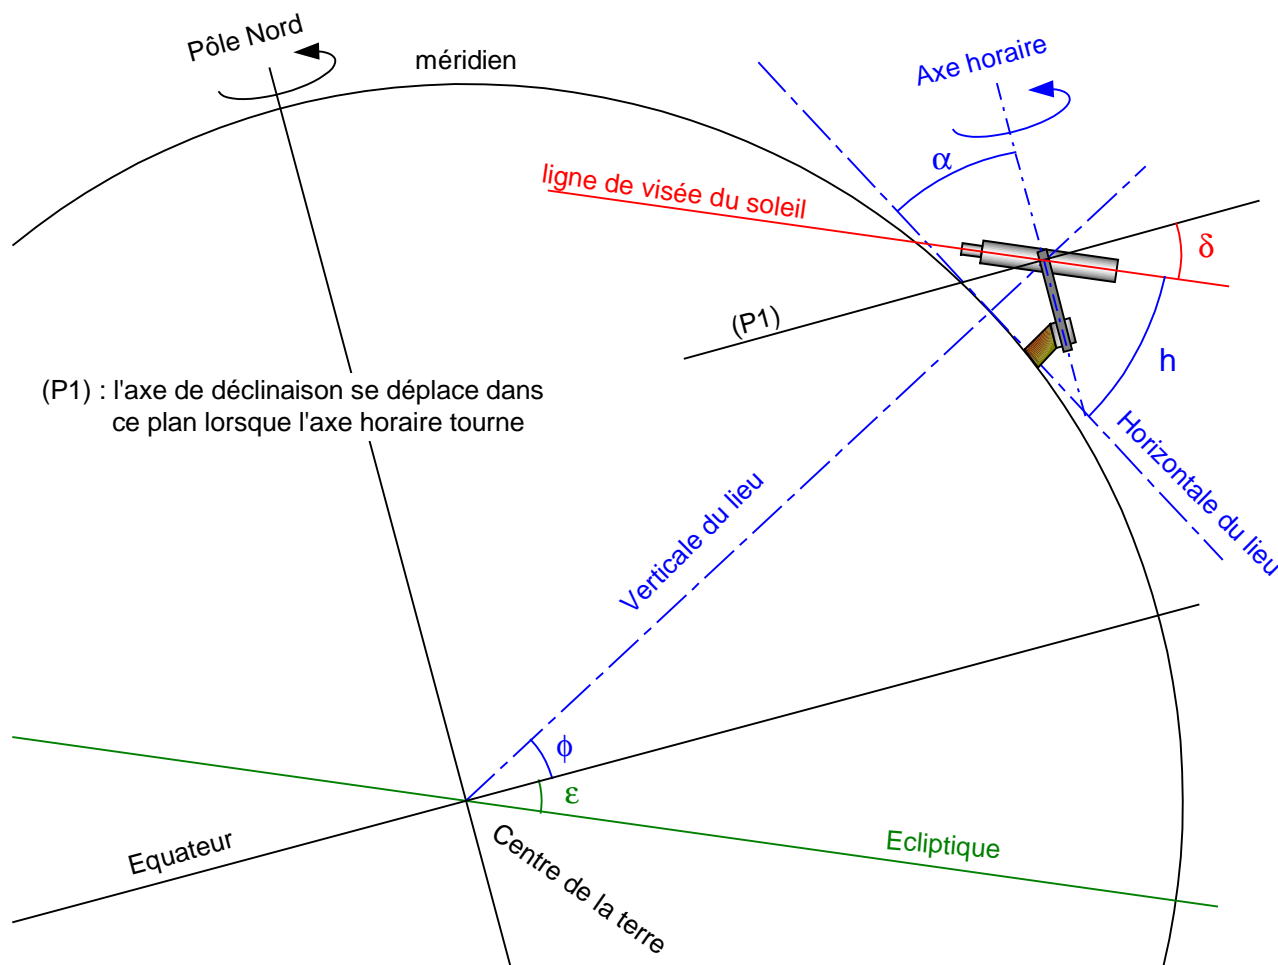 Pôle Nord
méridien
Axe horaire
α
ligne de visée du soleil
δ
(P1)
h
(P1) : l'axe de déclinaison se déplace dans
ce plan lorsque l'axe horaire tourne
Horizontale du lieu
Verticale du lieu
ϕ
ε
Equateur
Centre de la terre
Ecliptique